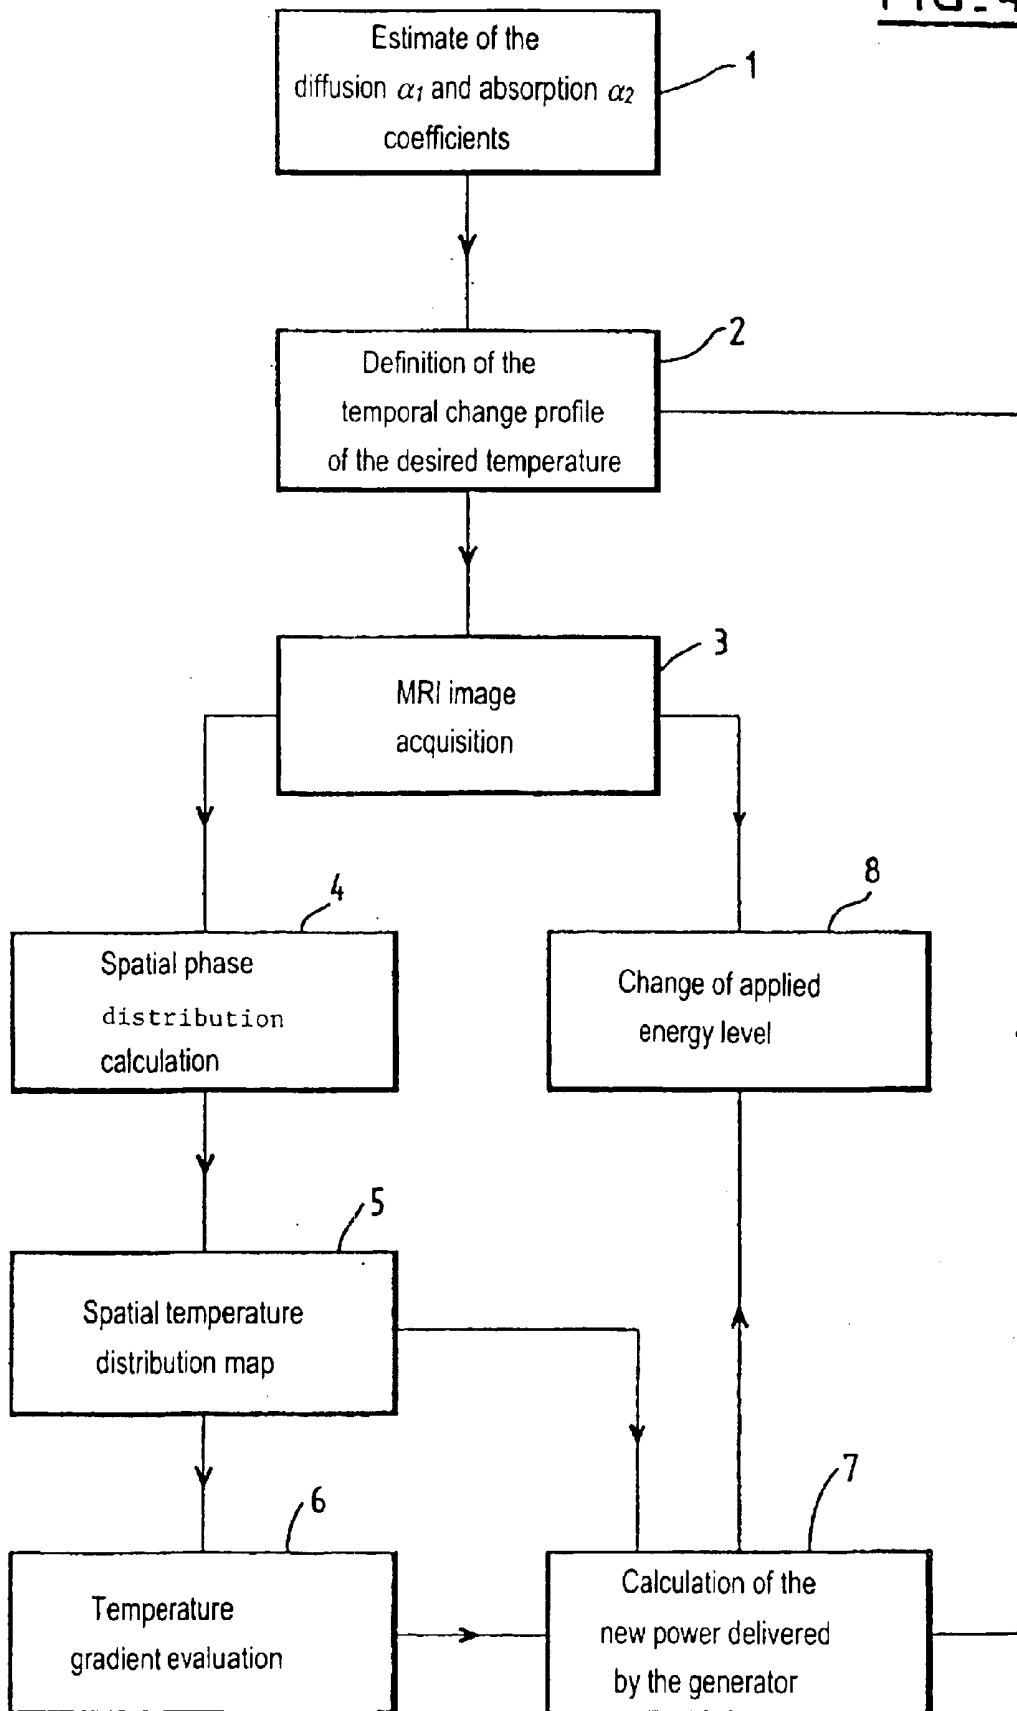 FIG_4
Estimate of the
diffusion α1 and absorption α2
coefficients
1
Definition of the
temporal change profile
of the desired temperature
2
MRI image
acquisition
3
Spatial phase
distribution
calculation
4
Change of applied
energy level
8
Spatial temperature
distribution map
5
Temperature
gradient evaluation
6
Calculation of the
new power delivered
by the generator
7